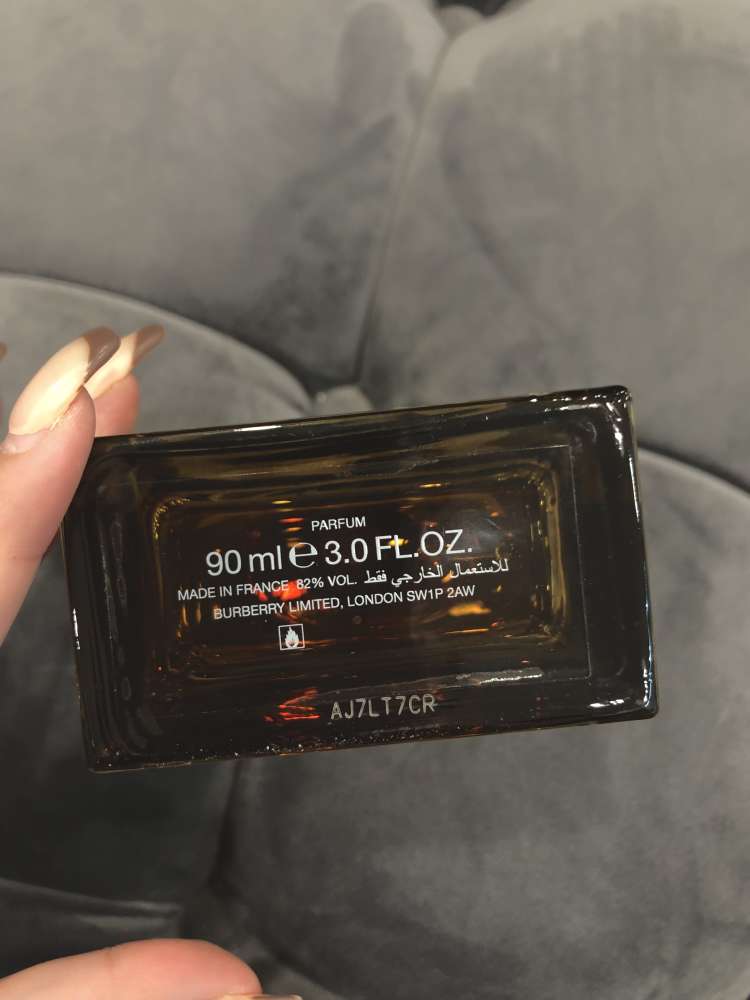 PARFUM
90 ml ℮ 3.0 FL.OZ.
MADE IN FRANCE 82% VOL. للاستعمال الخارجي فقط
BURBERRY LIMITED, LONDON SW1P 2AW
AJ7LT7CR